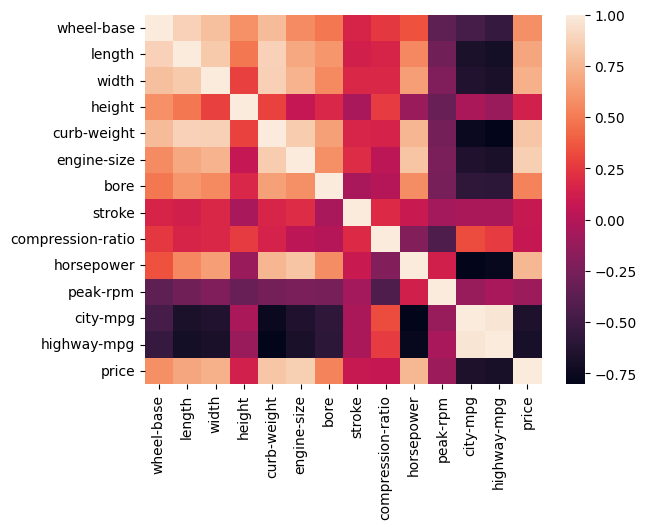 wheel-base
length
width
height
curb-weight
engine-size
bore
stroke
compression-ratio
horsepower
peak-rpm
city-mpg
highway-mpg
price
wheel-base
length
width
height
curb-weight
engine-size
bore
stroke
compression-ratio
horsepower
peak-rpm
city-mpg
highway-mpg
price
1.00
0.75
0.50
0.25
0.00
−0.25
−0.50
−0.75